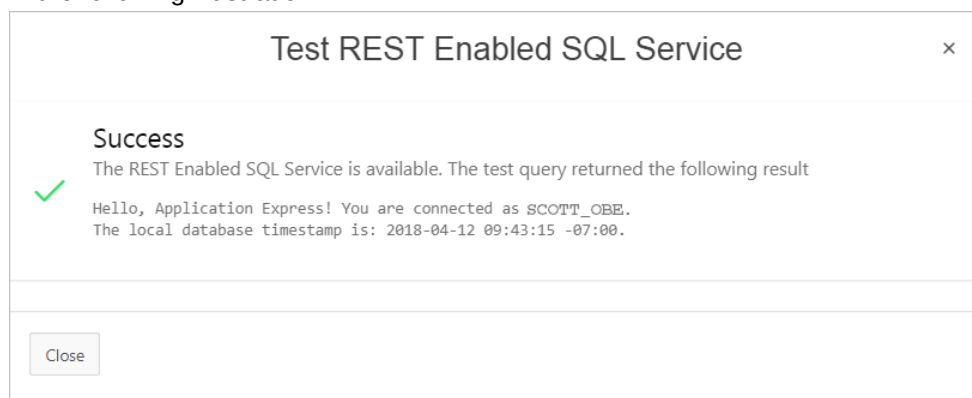 Test REST Enabled SQL Service ×
Success
The REST Enabled SQL Service is available. The test query returned the following result
Hello, Application Express! You are connected as SCOTT_OBE.
The local database timestamp is: 2018-04-12 09:43:15 -07:00.
Close